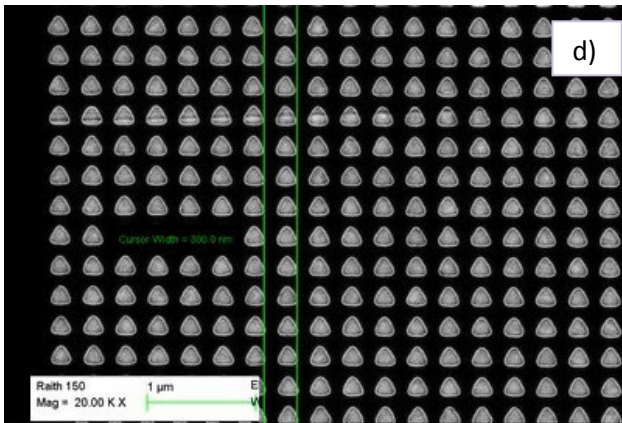 d)
Cursor Width = 300.0 nm
Raith 150 1 µm E
Mag = 20.00 K X W